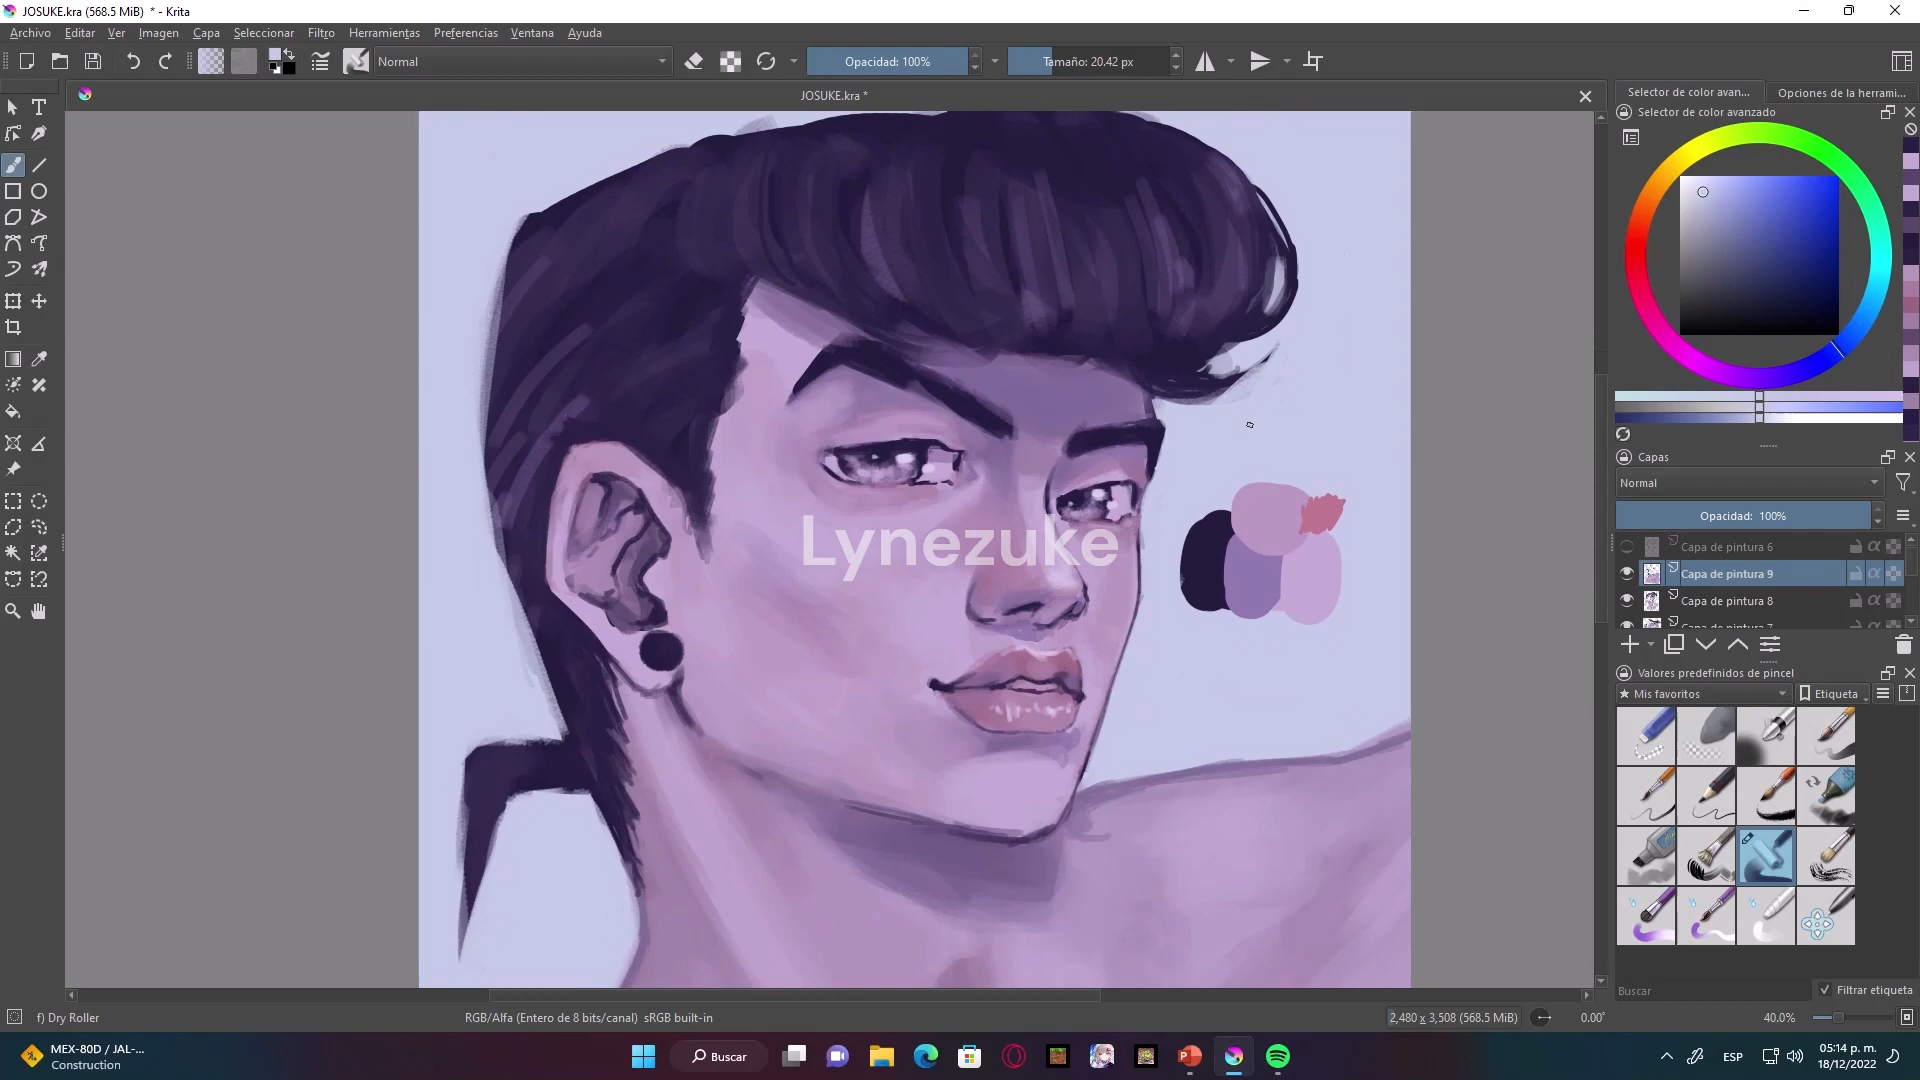 JOSUKE.kra (568.5 MiB) * - Krita
Archivo Editar Ver Imagen Capa Seleccionar Filtro Herramientas Preferencias Ventana Ayuda
Normal
Opacidad: 100%
Tamaño: 20.42 px
JOSUKE.kra *
Selector de color avan...
Opciones de la herrami...
Selector de color avanzado
Capas
Normal
Opacidad: 100%
Capa de pintura 6
Capa de pintura 9
Capa de pintura 8
Capa de pintura 7
Valores predefinidos de pincel
Mis favoritos
Etiqueta
Lynezuke
Buscar
Filtrar etiqueta
f) Dry Roller
RGB/Alfa (Entero de 8 bits/canal) sRGB built-in
2,480 x 3,508 (568.5 MiB)
0.00°
40.0%
MEX-80D / JAL-...
Construction
Buscar
ESP
05:14 p. m.
18/12/2022